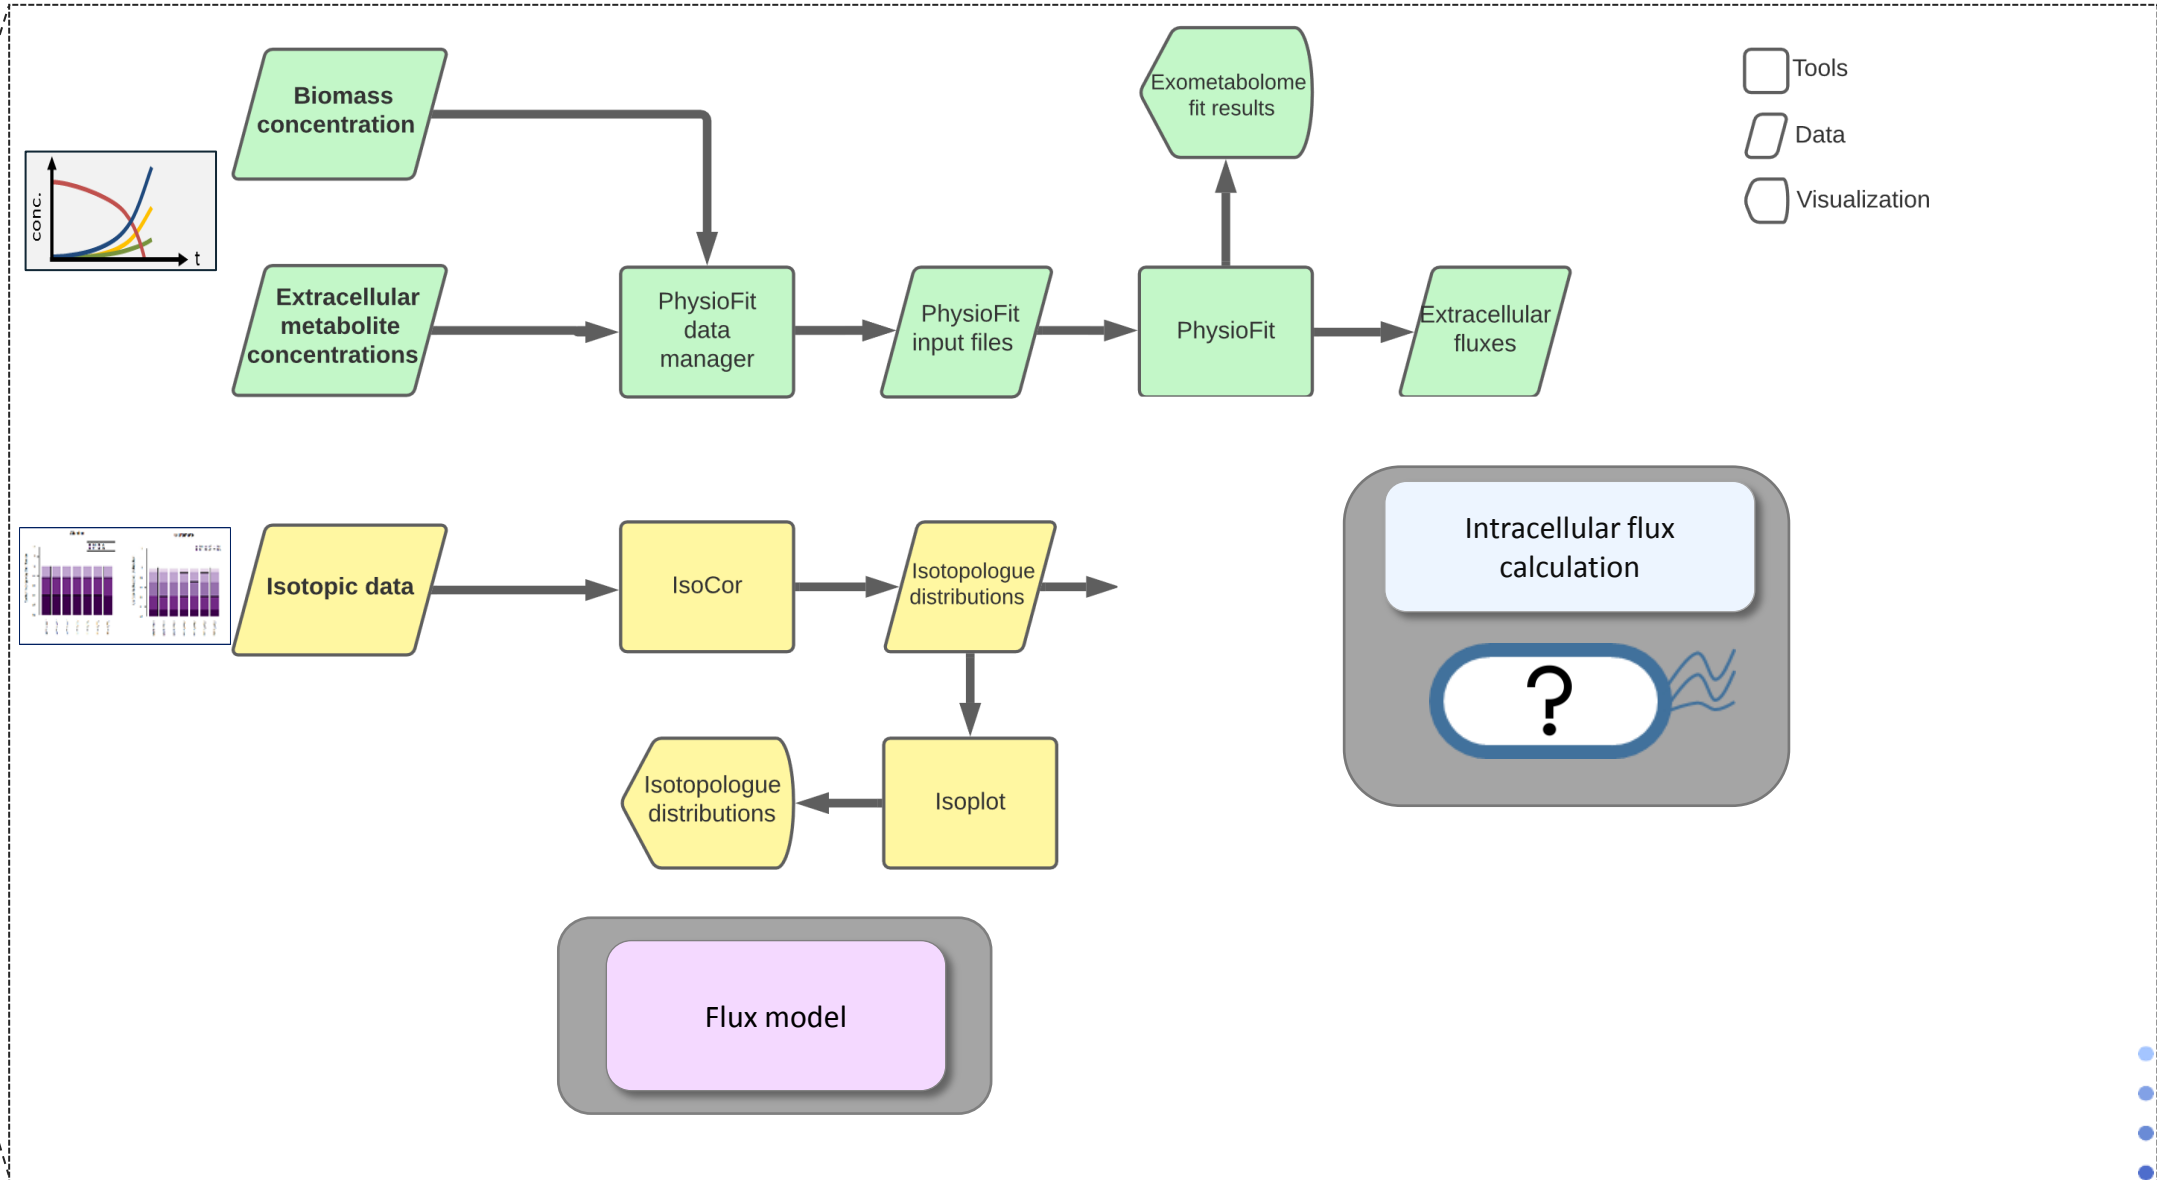 Biomass
concentration
Exometabolome
fit results
Tools
Data
Visualization
conc.
t
Extracellular
metabolite
concentrations
PhysioFit
data
manager
PhysioFit
input files
PhysioFit
Extracellular
fluxes
Isotopic data
IsoCor
Isotopologue
distributions
Intracellular flux
calculation
?
Isotopologue
distributions
Isoplot
Flux model